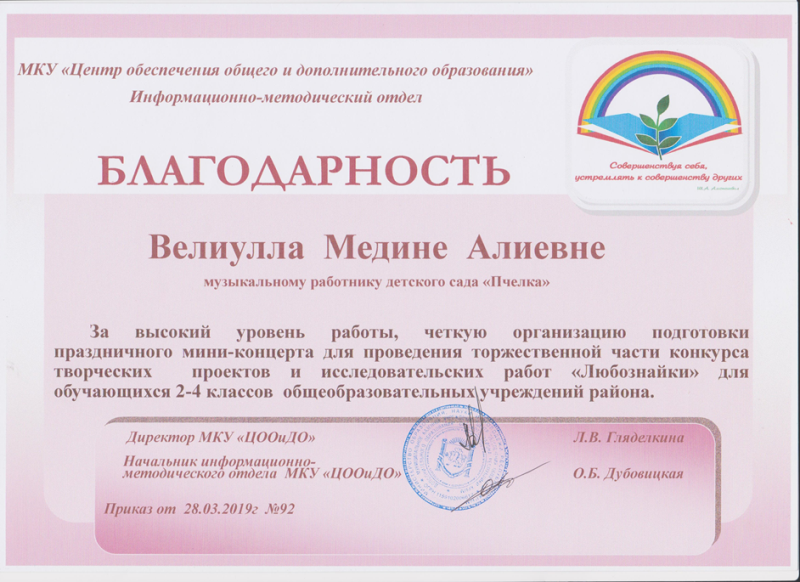 МКУ «Центр обеспечения общего и дополнительного образования»
Информационно-методический отдел
БЛАГОДАРНОСТЬ
Совершенствуя себя,
устремлять к совершенству других
Велиулла Медине Алиевне
музыкальному работнику детского сада «Пчелка»
За высокий уровень работы, четкую организацию подготовки
праздничного мини-концерта для проведения торжественной части конкурса
творческих проектов и исследовательских работ «Любознайки» для
обучающихся 2-4 классов общеобразовательных учреждений района.
Директор МКУ «ЦООиДО» Л.В. Гляделкина
Начальник информационно-
методического отдела МКУ «ЦООиДО» О.Б. Дубовицкая
Приказ от 28.03.2019г №92